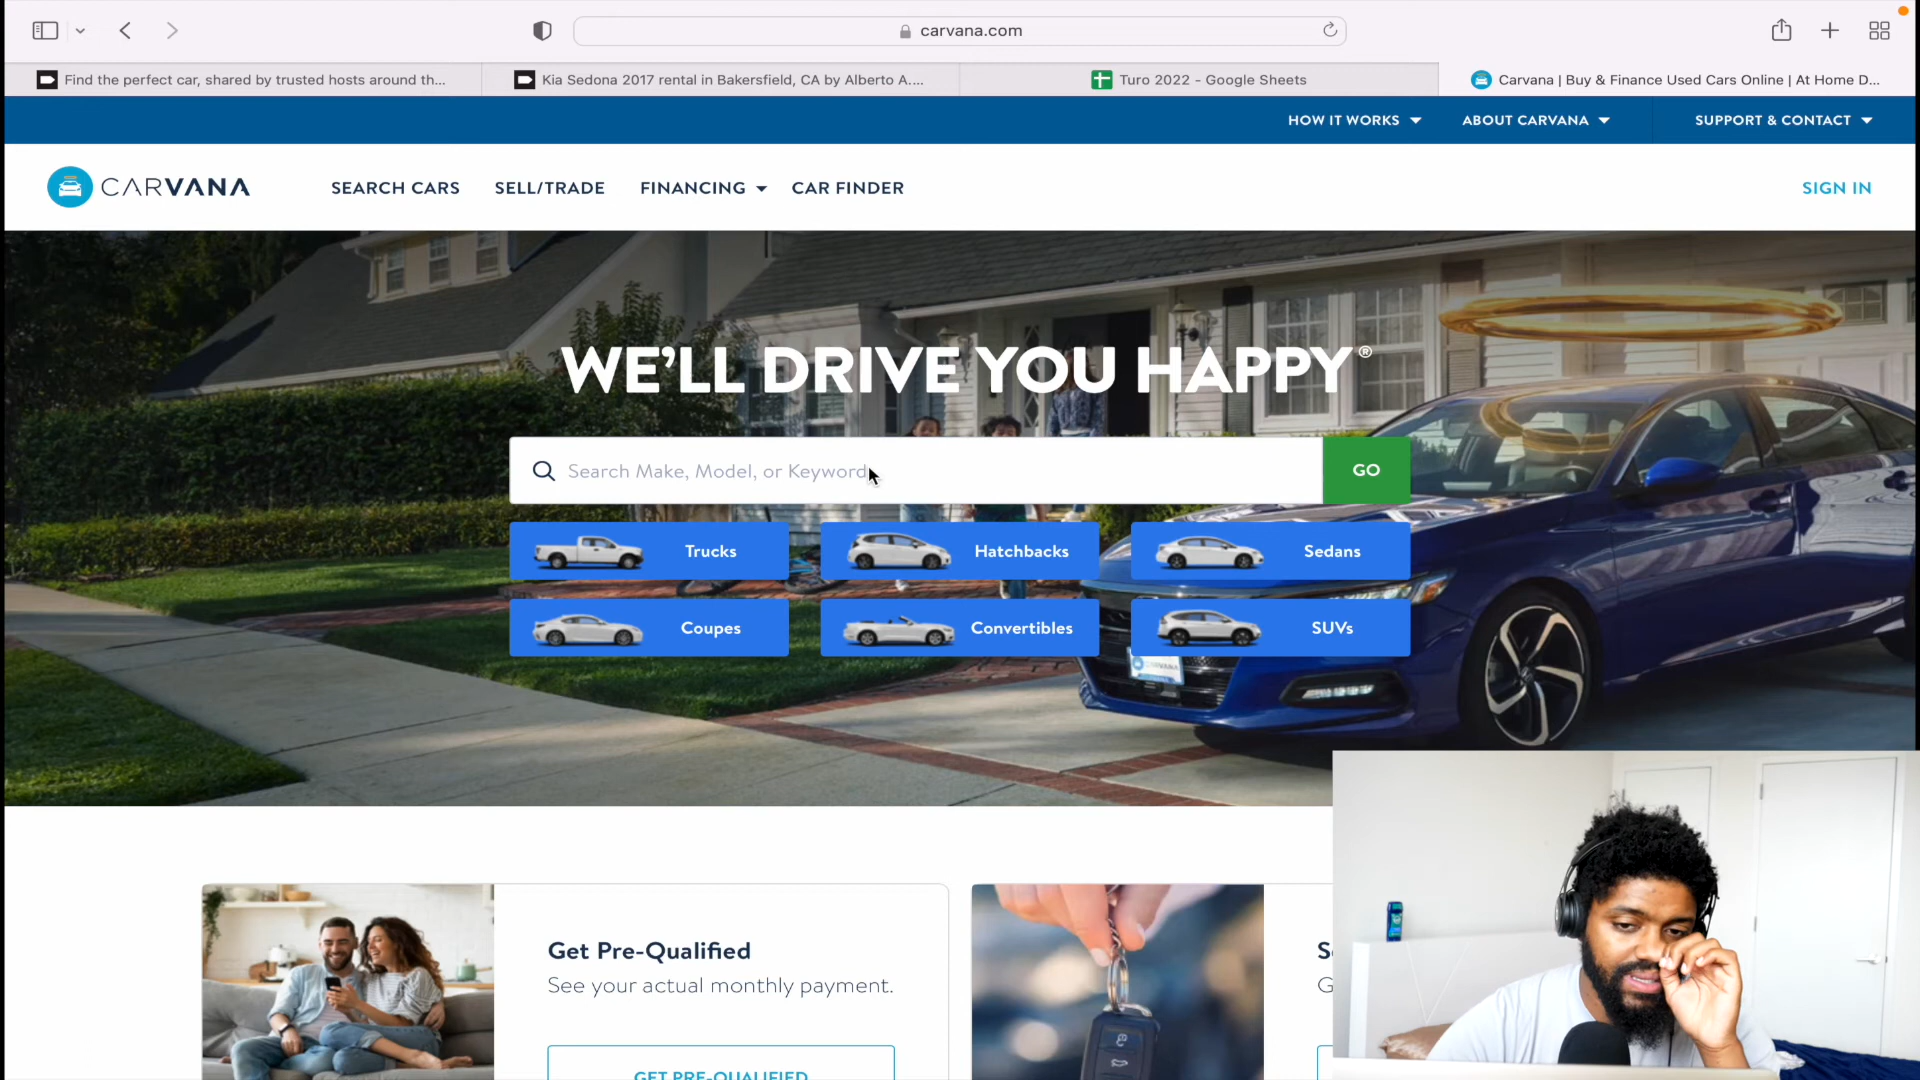 carvana.com
Find the perfect car, shared by trusted hosts around th...
Kia Sedona 2017 rental in Bakersfield, CA by Alberto A....
Turo 2022 - Google Sheets
Carvana | Buy & Finance Used Cars Online | At Home D...
HOW IT WORKS
ABOUT CARVANA
SUPPORT & CONTACT
CARVANA
SEARCH CARS
SELL/TRADE
FINANCING
CAR FINDER
SIGN IN
WE'LL DRIVE YOU HAPPY®
Search Make, Model, or Keyword
GO
Trucks
Hatchbacks
Sedans
Coupes
Convertibles
SUVs
CARVANA
Get Pre-Qualified
See your actual monthly payment.
GET PRE-QUALIFIED